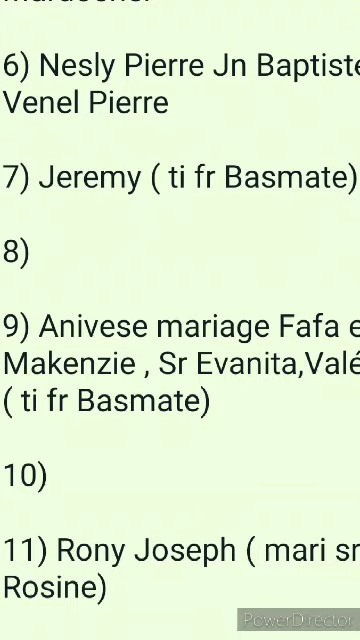 6) Nesly Pierre Jn Baptiste
Venel Pierre
7) Jeremy ( ti fr Basmate)
8)
9) Anivese mariage Fafa e
Makenzie , Sr Evanita,Valé
( ti fr Basmate)
10)
11) Rony Joseph ( mari sr
Rosine)
PowerDirector